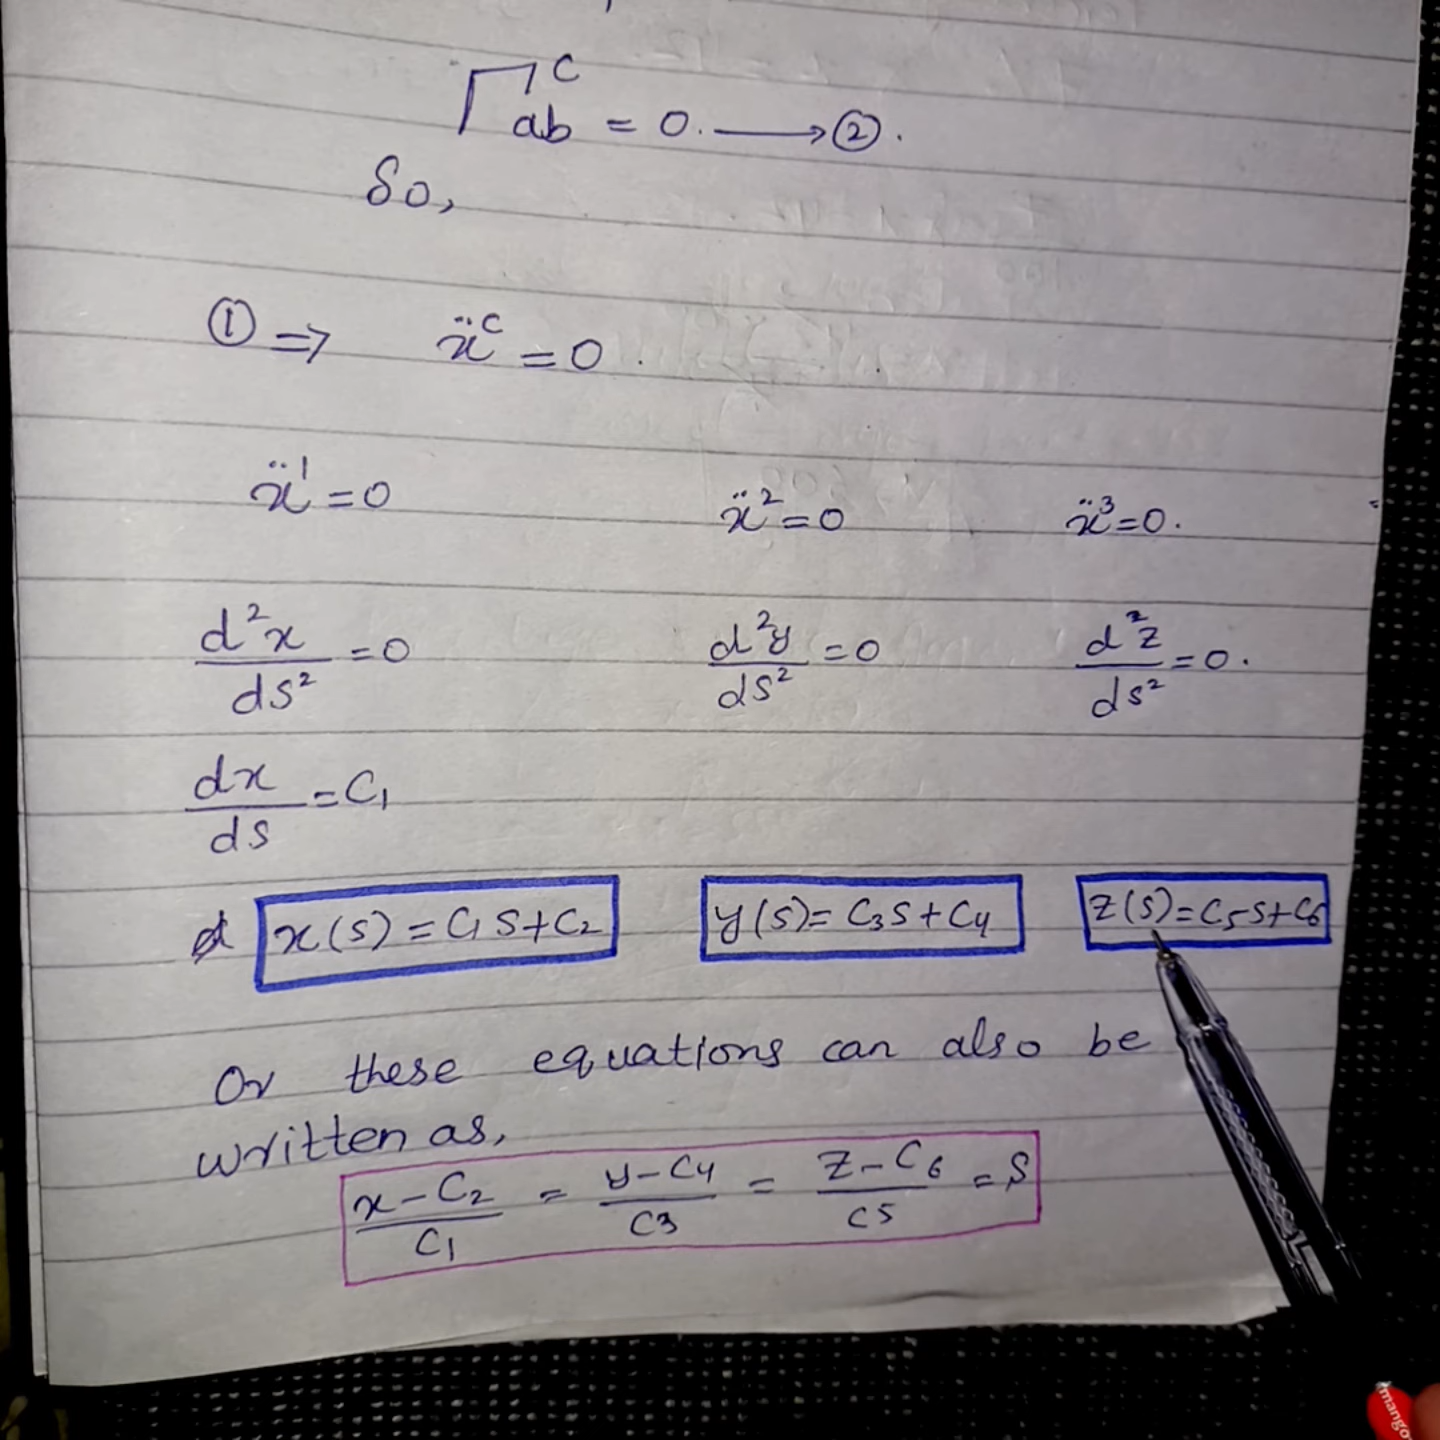 Γ^c_ab = 0. ⟶ ②.
So,
① ⇒ ẍ^c = 0.
ẍ^1 = 0 ẍ^2 = 0 ẍ^3 = 0.
d²x/ds² = 0 d²y/ds² = 0 d²z/ds² = 0.
dx/ds = C₁
x(s) = C₁ s + C₂ y(s) = C₃ s + C₄ z(s) = C₅ s + C₆
Or these equations can also be
written as,
x - C₂/C₁ = y - C₄/C₃ = z - C₆/C₅ = S
mango